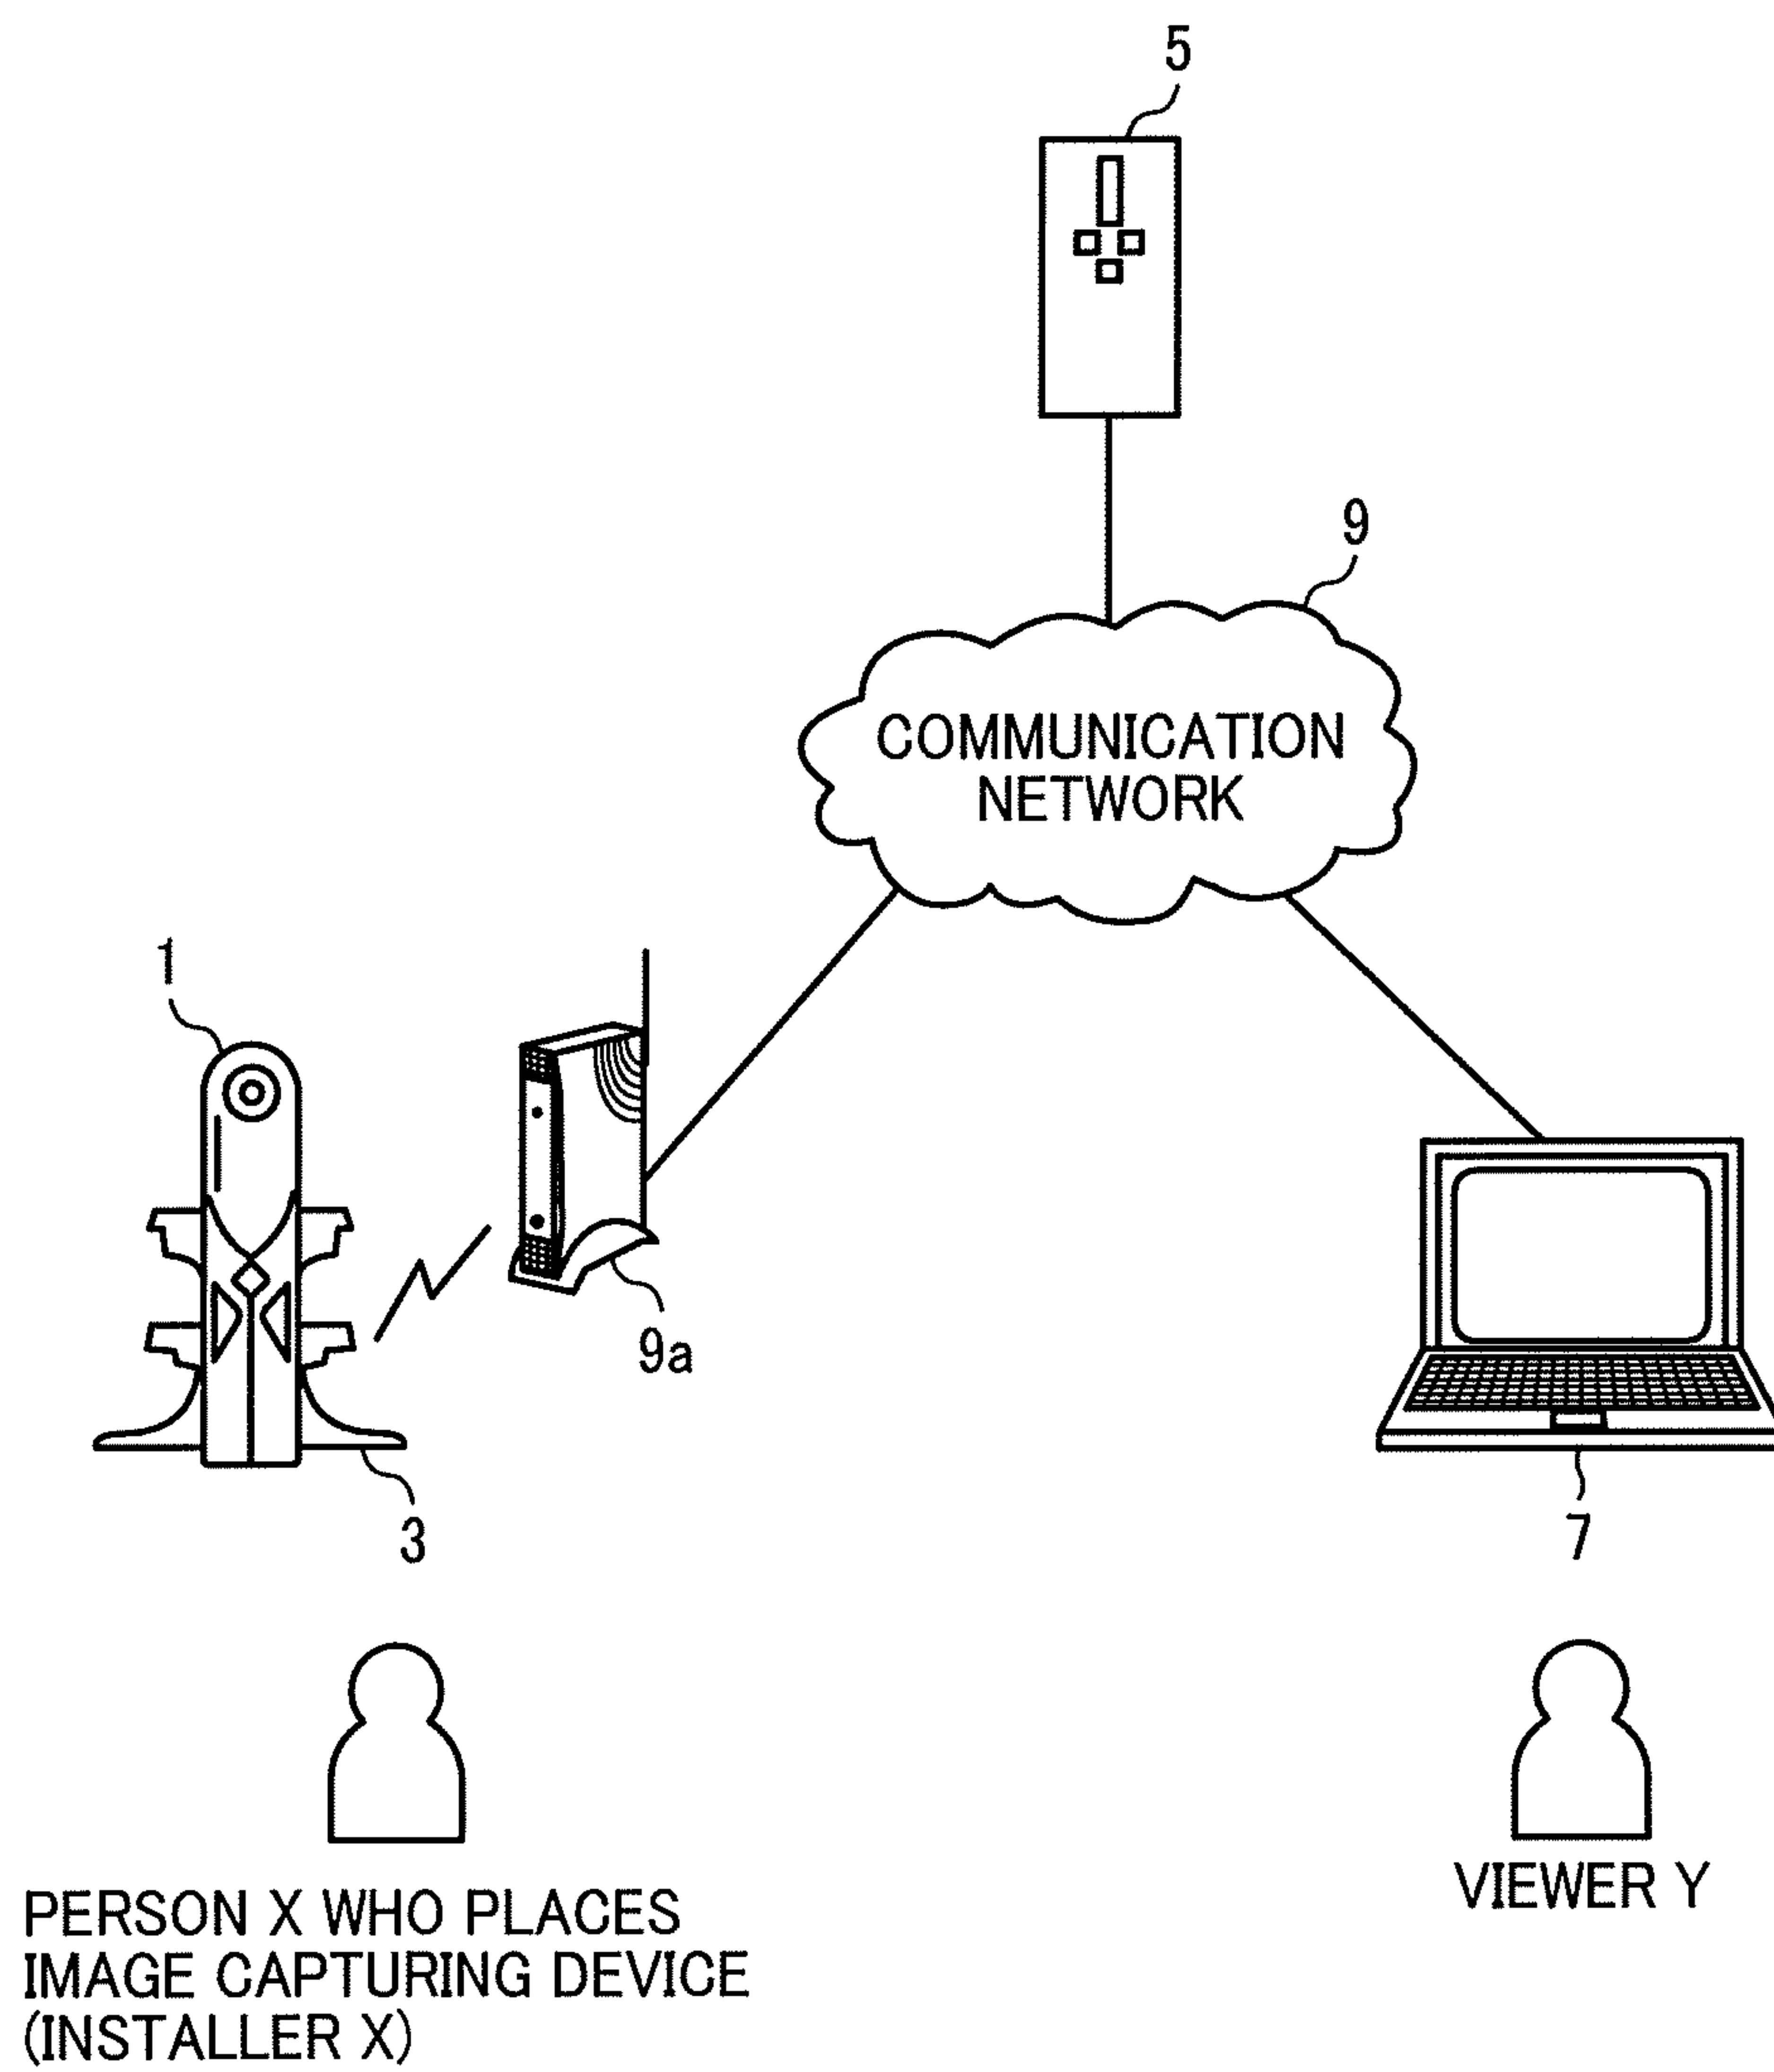 5
9
COMMUNICATION
NETWORK
1
9a
3
7
PERSON X WHO PLACES
IMAGE CAPTURING DEVICE
(INSTALLER X)
VIEWER Y